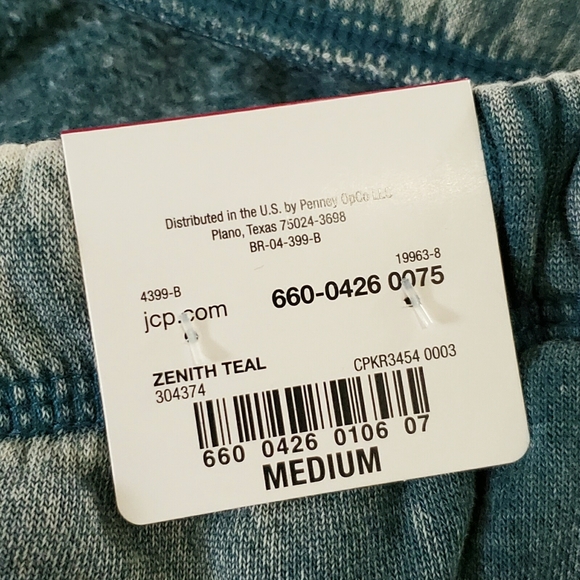 Distributed in the U.S. by Penney OpCo LLC
Plano, Texas 75024-3698
BR-04-399-B
19963-8
4399-B
660-0426 0075
jcp.com
ZENITH TEAL
CPKR3454 0003
304374
660 0426 0106 07
MEDIUM